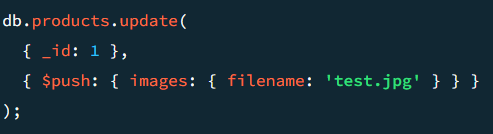 db.products.update(
  { _id: 1 },
  { $push: { images: { filename: 'test.jpg' } } }
);